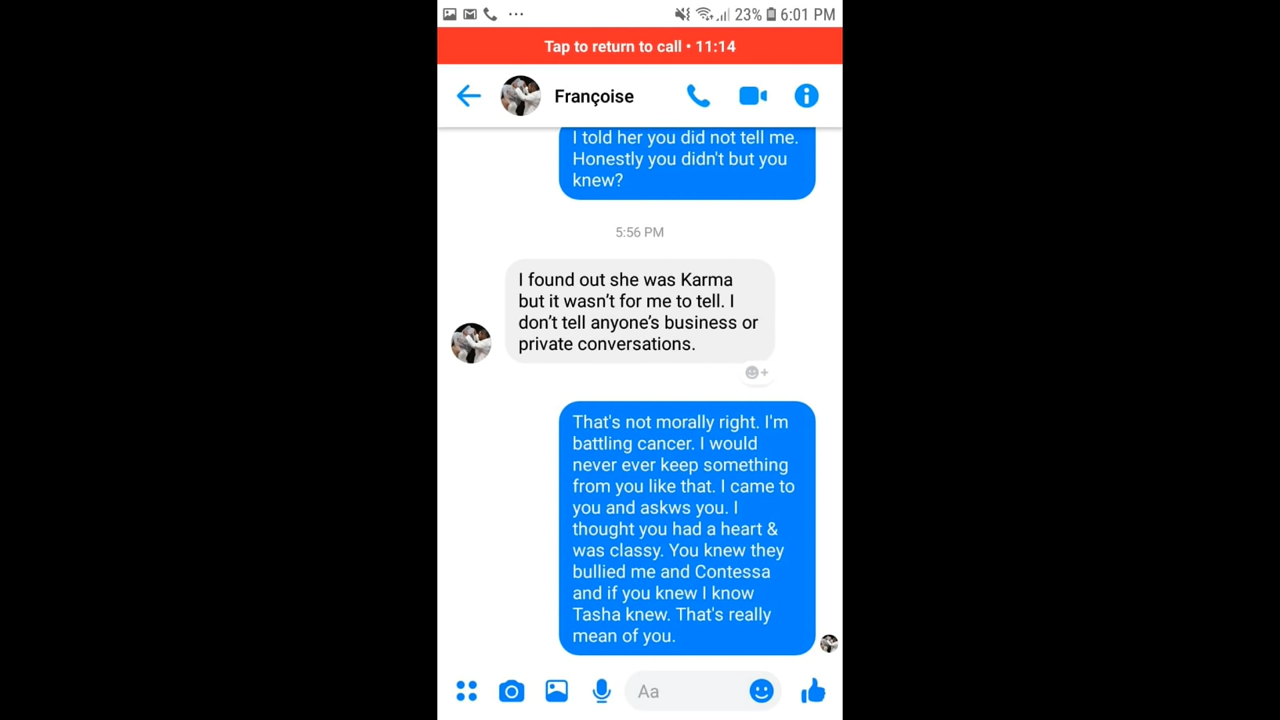 23% 6:01 PM
Tap to return to call • 11:14
Françoise
I told her you did not tell me.
Honestly you didn't but you
knew?
5:56 PM
I found out she was Karma
but it wasn’t for me to tell. I
don’t tell anyone’s business or
private conversations.
That's not morally right. I'm
battling cancer. I would
never ever keep something
from you like that. I came to
you and askws you. I
thought you had a heart &
was classy. You knew they
bullied me and Contessa
and if you knew I know
Tasha knew. That's really
mean of you.
Aa